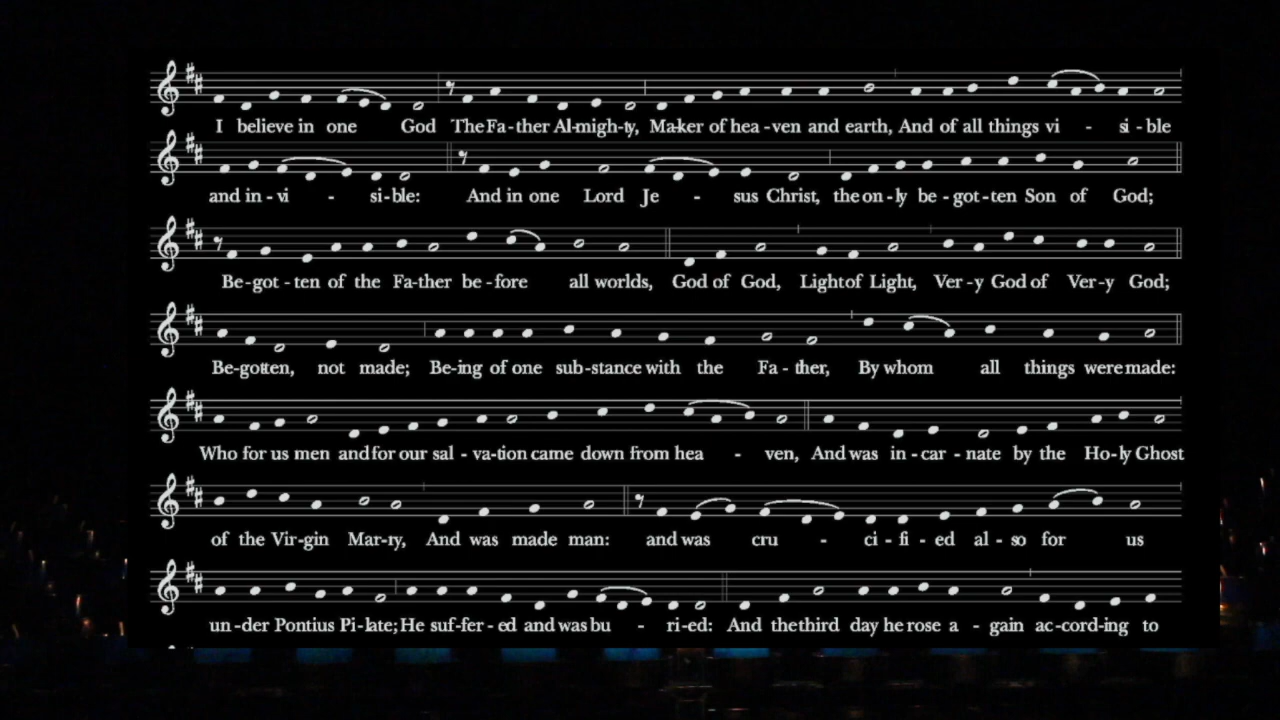 I believe in one God The Fa - ther Al-migh-ty, Maker of hea - ven and earth, And of all things vi - si - ble
and in - vi - si-ble: And in one Lord Je - sus Christ, the on - ly be - got - ten Son of God;
Be-got - ten of the Fa-ther be - fore all worlds, God of God, Light of Light, Ver - y God of Ver-y God;
Be-gotten, not made; Be-ing of one sub-stance with the Fa - ther, By whom all things were made:
Who for us men and for our sal - va-tion came down from hea - ven, And was in - car - nate by the Ho-ly Ghost
of the Vir-gin Mar-ry, And was made man: and was cru - ci - fi - ed al - so for us
un -der Pontius Pi-late; He suf-fer - ed and was bu - ri-ed: And the third day he rose a - gain ac-cord-ing to